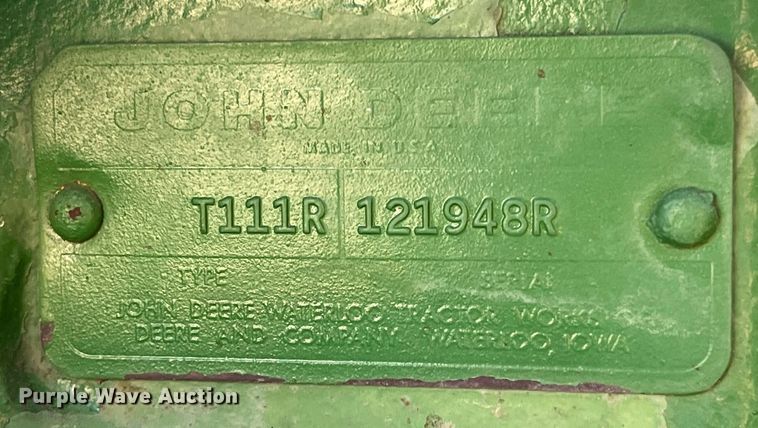 JOHN DEERE
MADE IN U.S.A
T111R 121948R
TYPE SERIAL
JOHN DEERE WATERLOO TRACTOR WORKS
DEERE AND COMPANY WATERLOO, IOWA
Purple Wave Auction®